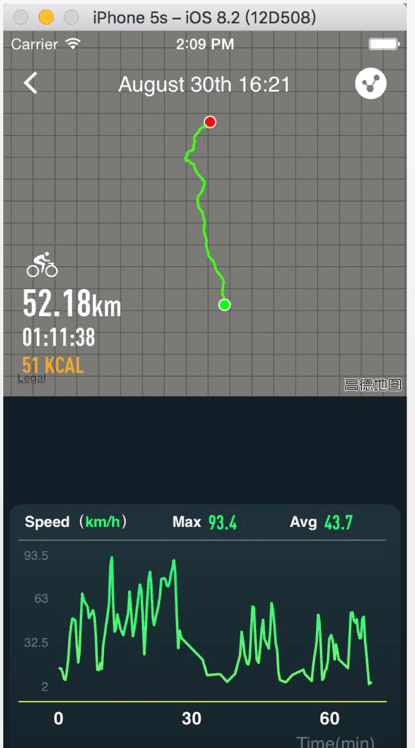 iPhone 5s – iOS 8.2 (12D508)
Carrier 2:09 PM
August 30th 16:21
52.18km
01:11:38
51 KCAL
Legal
高德地图
Speed（km/h） Max 93.4 Avg 43.7
93.5
63
32.5
2
0 30 60
Time(min)